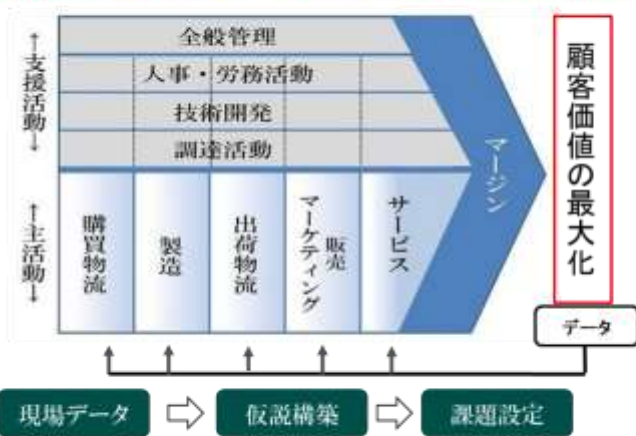 全般管理
人事・労務活動
技術開発
調達活動
←支援活動→
←主活動→
購買物流
製造
出荷物流
販売
マーケティング
サービス
マージン
顧客価値の最大化
データ
現場データ
仮説構築
課題設定